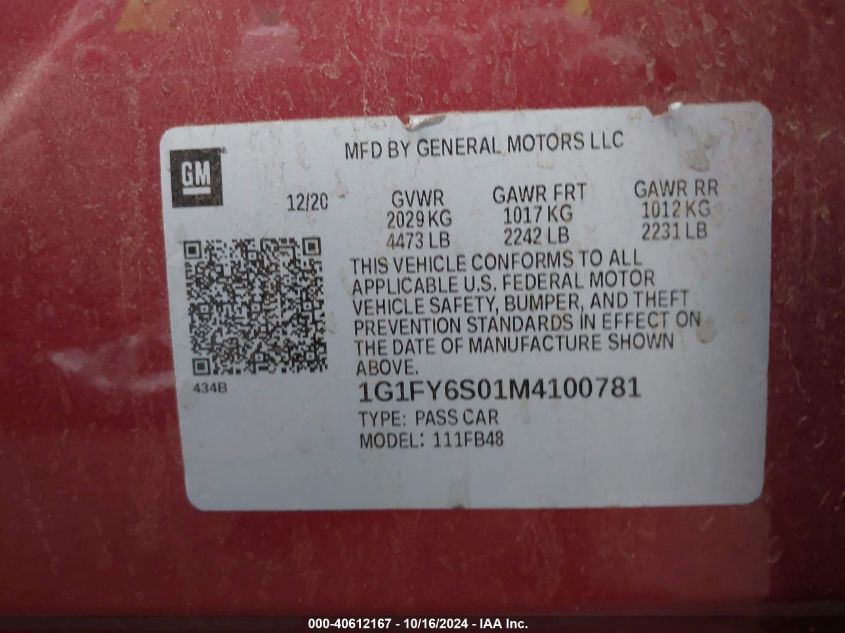 MFD BY GENERAL MOTORS LLC
GM
12/20
GVWR
2029 KG
4473 LB
GAWR FRT
1017 KG
2242 LB
GAWR RR
1012 KG
2231 LB
THIS VEHICLE CONFORMS TO ALL
APPLICABLE U.S. FEDERAL MOTOR
VEHICLE SAFETY, BUMPER, AND THEFT
PREVENTION STANDARDS IN EFFECT ON
THE DATE OF MANUFACTURE SHOWN
ABOVE.
434B
1G1FY6S01M4100781
TYPE: PASS CAR
MODEL: 111FB48
000-40612167 - 10/16/2024 - IAA Inc.